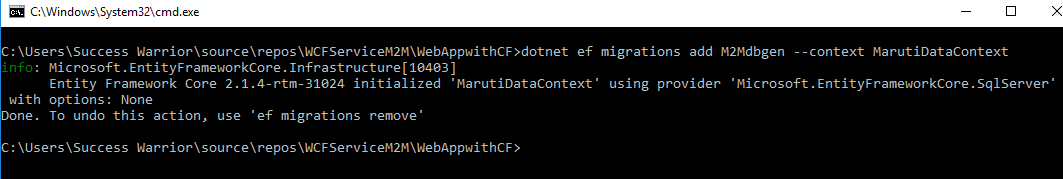 C:\Windows\System32\cmd.exe
C:\Users\Success Warrior\source\repos\WCFServiceM2M\WebAppwithCF>dotnet ef migrations add M2Mdbgen --context MarutiDataContext
info: Microsoft.EntityFrameworkCore.Infrastructure[10403]
      Entity Framework Core 2.1.4-rtm-31024 initialized 'MarutiDataContext' using provider 'Microsoft.EntityFrameworkCore.SqlServer'
 with options: None
Done. To undo this action, use 'ef migrations remove'
C:\Users\Success Warrior\source\repos\WCFServiceM2M\WebAppwithCF>